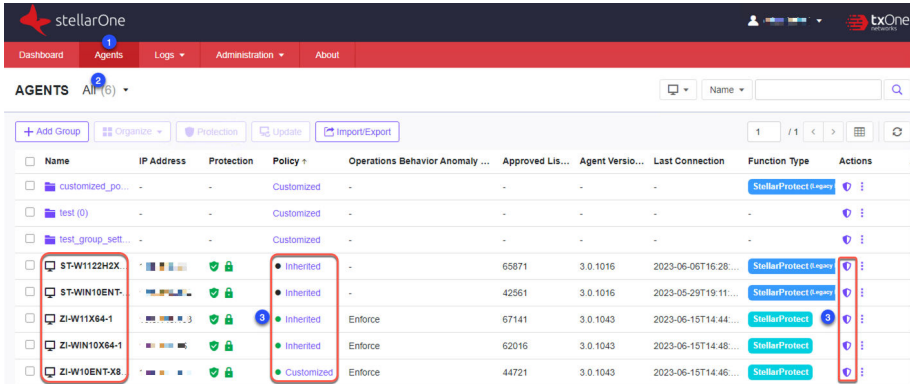 stellarOne
txOne
networks
1
Dashboard Agents Logs Administration About
2
AGENTS All (6)
Name
+ Add Group Organize Protection Update Import/Export
1 / 1
Name IP Address Protection Policy ↑ Operations Behavior Anomaly ... Approved Lis... Agent Versio... Last Connection Function Type Actions
customized_po... - - Customized - - - - StellarProtect (Legacy
test (0) - - Customized - - - - -
test_group_sett... - - Customized - - - - -
ST-W1122H2X... Inherited - 65871 3.0.1016 2023-06-06T16:28:... StellarProtect (Legacy
ST-WIN10ENT-... Inherited - 42561 3.0.1016 2023-05-29T19:11:... StellarProtect (Legacy
ZI-W11X64-1 3 Inherited Enforce 67141 3.0.1043 2023-06-15T14:44:... StellarProtect 3
ZI-WIN10X64-1 Inherited Enforce 62016 3.0.1043 2023-06-15T14:48:... StellarProtect
ZI-W10ENT-X8... Customized Enforce 44721 3.0.1043 2023-06-15T14:46:... StellarProtect